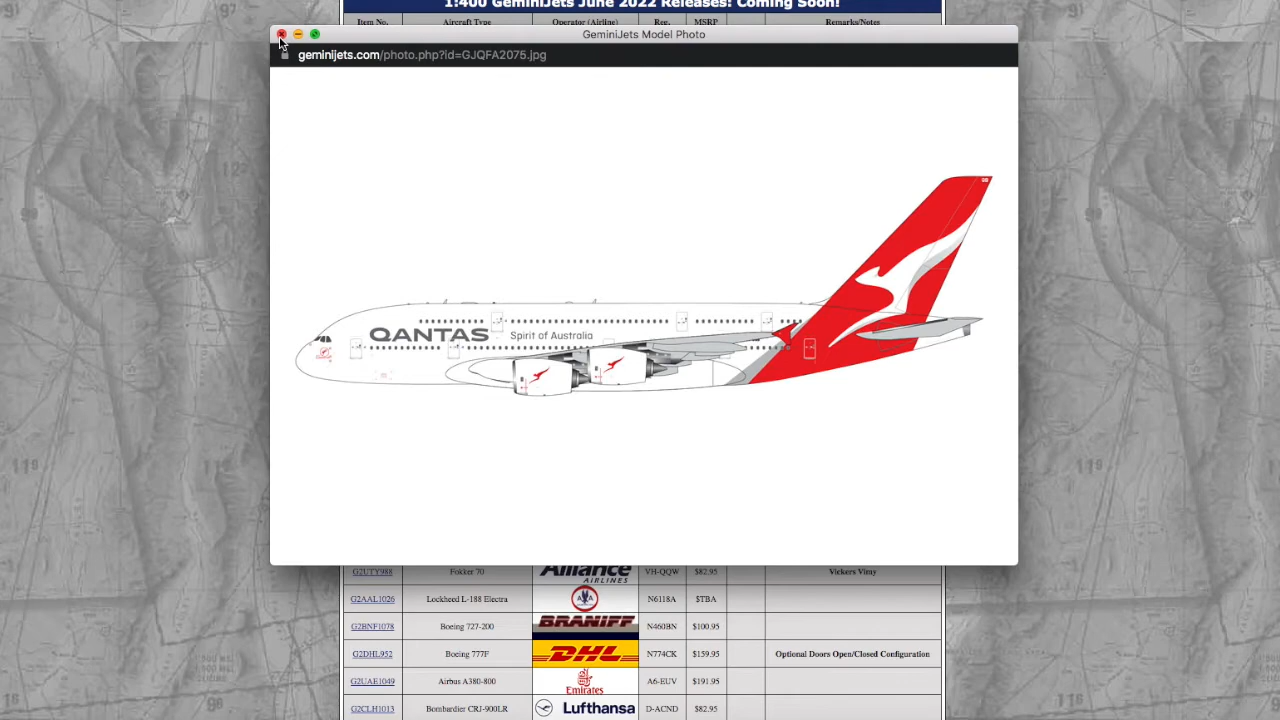 1:400 GeminiJets June 2022 Releases: Coming Soon!
Item No. Aircraft Type Operator (Airline) Reg. MSRP Remarks/Notes
GeminiJets Model Photo
geminijets.com/photo.php?id=GJQFA2075.jpg
QANTAS Spirit of Australia
G2UTY988 Fokker 70 Alliance AIRLINES VH-QQW $82.95 Vickers Vimy
G2AAL1026 Lockheed L-188 Electra N6118A $TBA
G2BNF1078 Boeing 727-200 BRANIFF N460BN $100.95
G2DHL952 Boeing 777F DHL N774CK $159.95 Optional Doors Open/Closed Configuration
G2UAE1049 Airbus A380-800 Emirates A6-EUV $191.95
G2CLH1013 Bombardier CRJ-900LR Lufthansa D-ACND $82.95